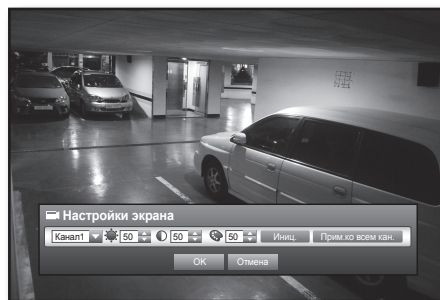 Настройки экрана
Канал1 50 50 50 Иниц. Прим.ко всем кан.
OK Отмена